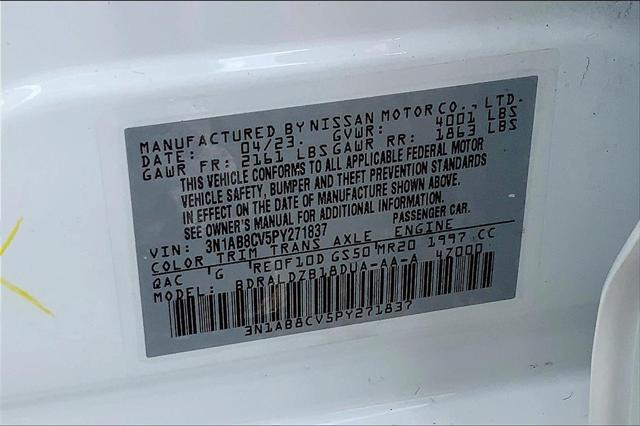 MANUFACTURED BY NISSAN MOTOR CO., LTD.
DATE: 04/23. GVWR: 4001 LBS
GAWR FR: 2161 LBS GAWR RR: 1863 LBS
THIS VEHICLE CONFORMS TO ALL APPLICABLE FEDERAL MOTOR
VEHICLE SAFETY, BUMPER AND THEFT PREVENTION STANDARDS
IN EFFECT ON THE DATE OF MANUFACTURE SHOWN ABOVE.
SEE OWNER'S MANUAL FOR ADDITIONAL INFORMATION.
VIN: 3N1AB8CV5PY271837 PASSENGER CAR.
COLOR TRIM TRANS AXLE ENGINE
QAC 'G 'RE0F10D GS50'MR20 1997 CC
MODEL: BDRALDZB18DUA-AA-A 4Z000
3N1AB8CV5PY271837